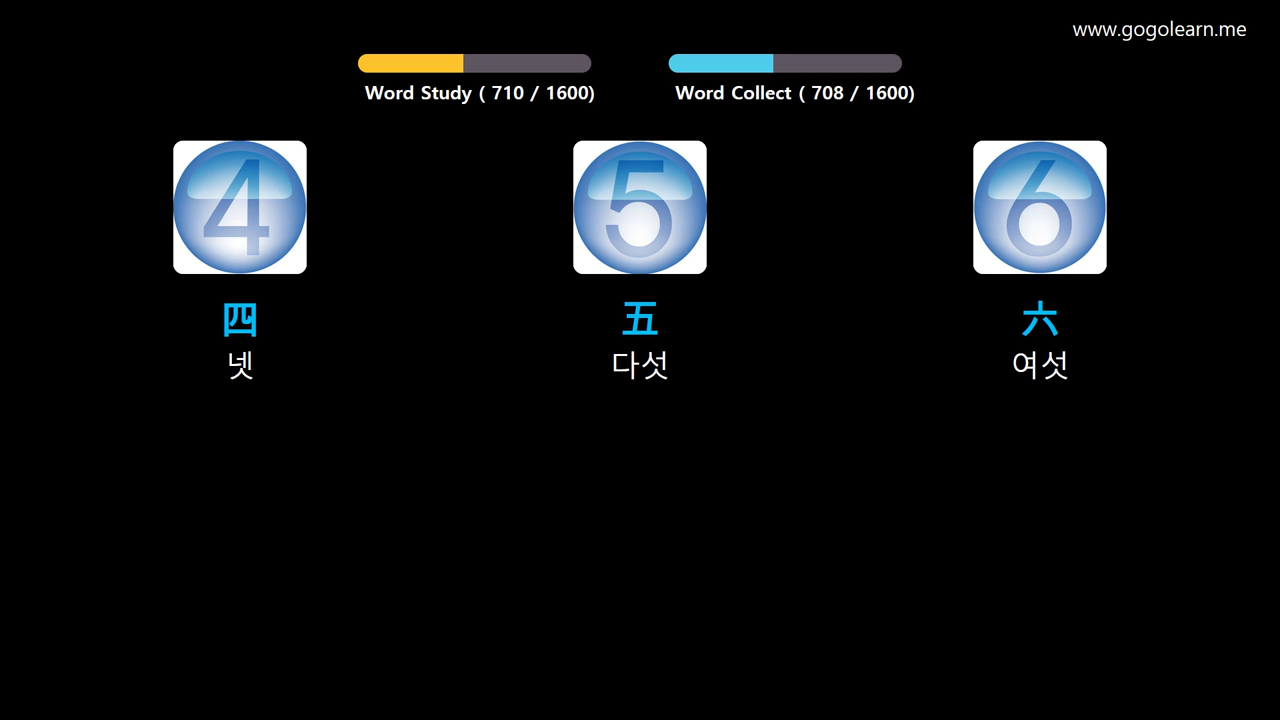 www.gogolearn.me
Word Study ( 710 / 1600)
Word Collect ( 708 / 1600)
4
5
6
四
五
六
넷
다섯
여섯